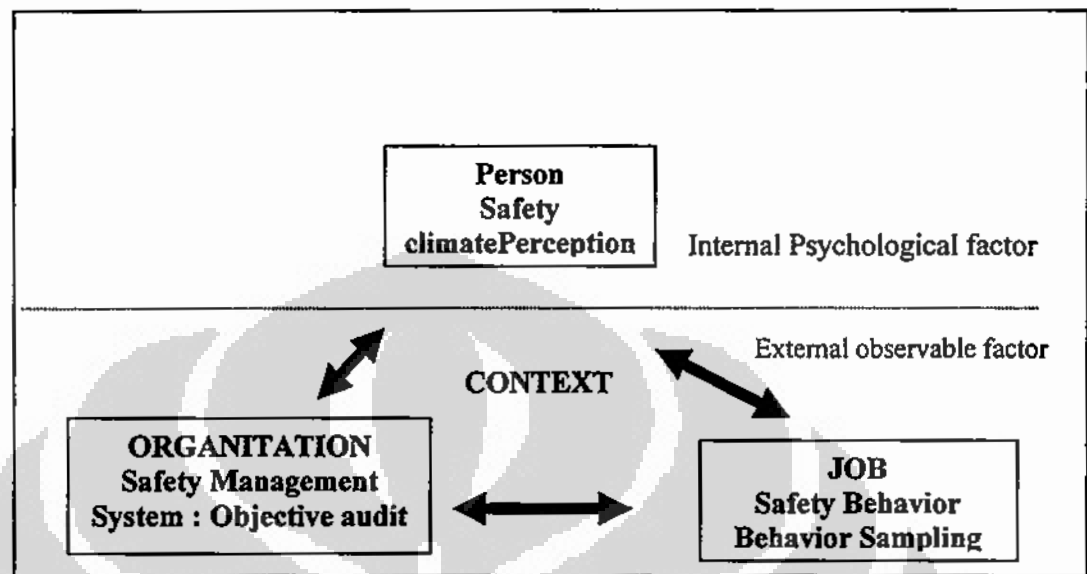 Person
Safety
climatePerception
Internal Psychological factor
External observable factor
CONTEXT
ORGANITATION
Safety Management
System : Objective audit
JOB
Safety Behavior
Behavior Sampling